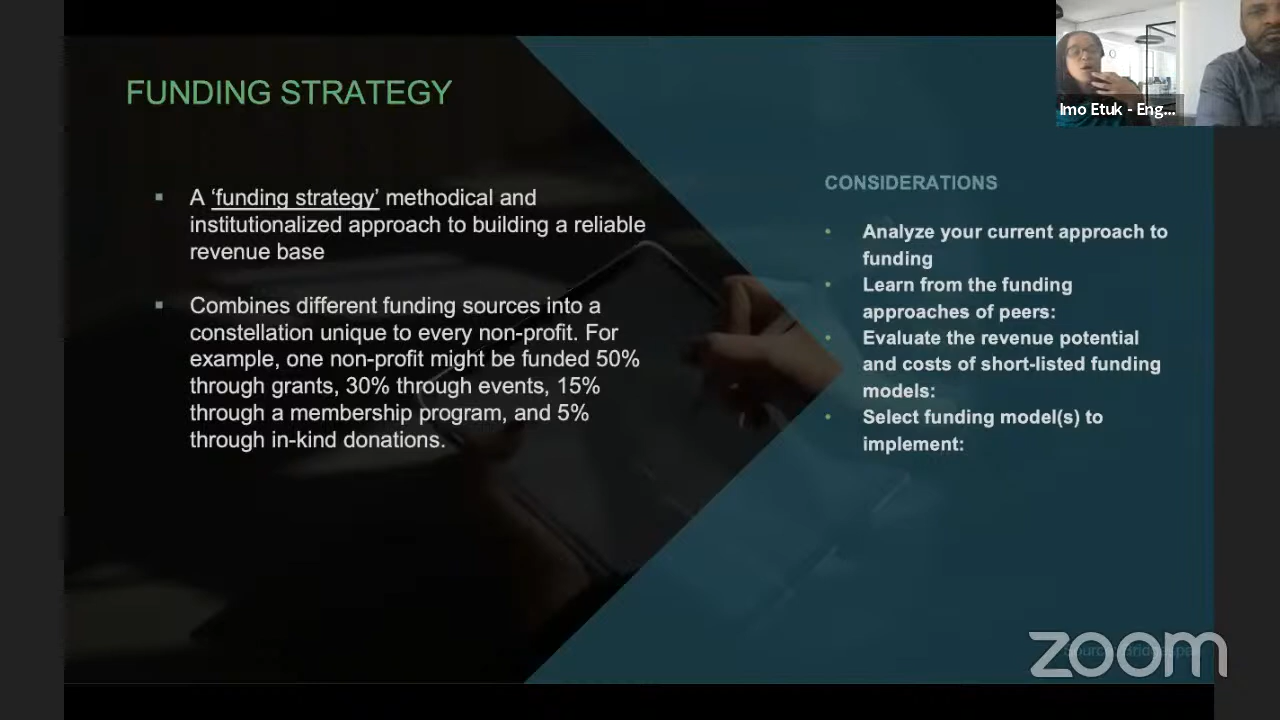 FUNDING STRATEGY
A ‘funding strategy’ methodical and
institutionalized approach to building a reliable
revenue base
Combines different funding sources into a
constellation unique to every non-profit. For
example, one non-profit might be funded 50%
through grants, 30% through events, 15%
through a membership program, and 5%
through in-kind donations.
CONSIDERATIONS
Analyze your current approach to
funding
Learn from the funding
approaches of peers:
Evaluate the revenue potential
and costs of short-listed funding
models:
Select funding model(s) to
implement:
Imo Etuk - Eng...
zoom